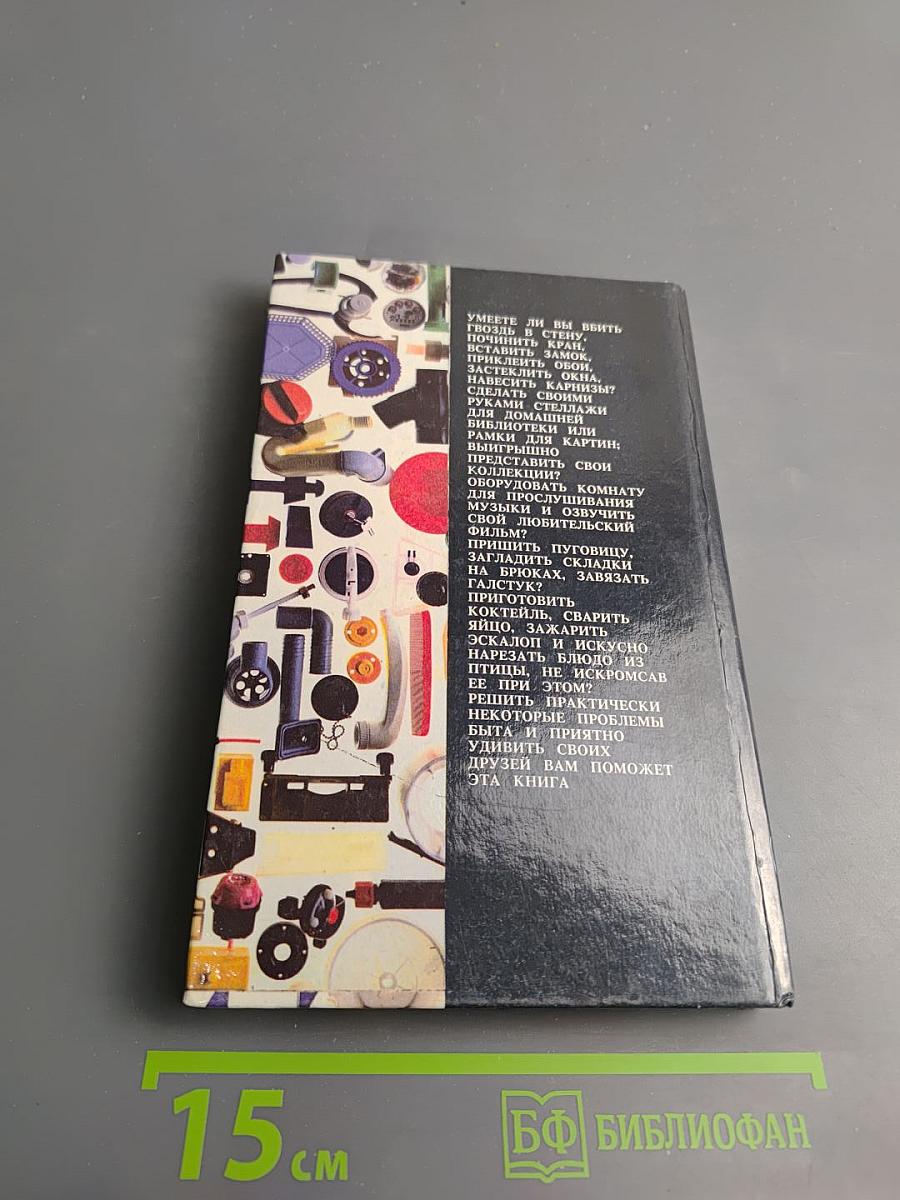 УМЕЕТЕ ЛИ ВЫ ВБИТЬ
ГВОЗДЬ В СТЕНУ,
ПОЧИНИТЬ КРАН,
ВСТАВИТЬ ЗАМОК,
ПРИКЛЕИТЬ ОБОИ,
ЗАСТЕКЛИТЬ ОКНА,
НАВЕСИТЬ КАРНИЗЫ?
СДЕЛАТЬ СВОИМИ
РУКАМИ СТЕЛЛАЖИ
ДЛЯ ДОМАШНЕЙ
БИБЛИОТЕКИ ИЛИ
РАМКИ ДЛЯ КАРТИН;
ВЫИГРЫШНО
ПРЕДСТАВИТЬ СВОИ
КОЛЛЕКЦИИ?
ОБОРУДОВАТЬ КОМНАТУ
ДЛЯ ПРОСЛУШИВАНИЯ
МУЗЫКИ И ОЗВУЧИТЬ
СВОЙ ЛЮБИТЕЛЬСКИЙ
ФИЛЬМ?
ПРИШИТЬ ПУГОВИЦУ,
ЗАГЛАДИТЬ СКЛАДКИ
НА БРЮКАХ, ЗАВЯЗАТЬ
ГАЛСТУК?
ПРИГОТОВИТЬ
КОКТЕЙЛЬ, СВАРИТЬ
ЯЙЦО, ЗАЖАРИТЬ
ЭСКАЛОП И ИСКУСНО
НАРЕЗАТЬ БЛЮДО ИЗ
ПТИЦЫ, НЕ ИСКРОМСАВ
ЕЕ ПРИ ЭТОМ?
РЕШИТЬ ПРАКТИЧЕСКИ
НЕКОТОРЫЕ ПРОБЛЕМЫ
БЫТА И ПРИЯТНО
УДИВИТЬ СВОИХ
ДРУЗЕЙ ВАМ ПОМОЖЕТ
ЭТА КНИГА
15 СМ
БФ БИБЛИОФАН